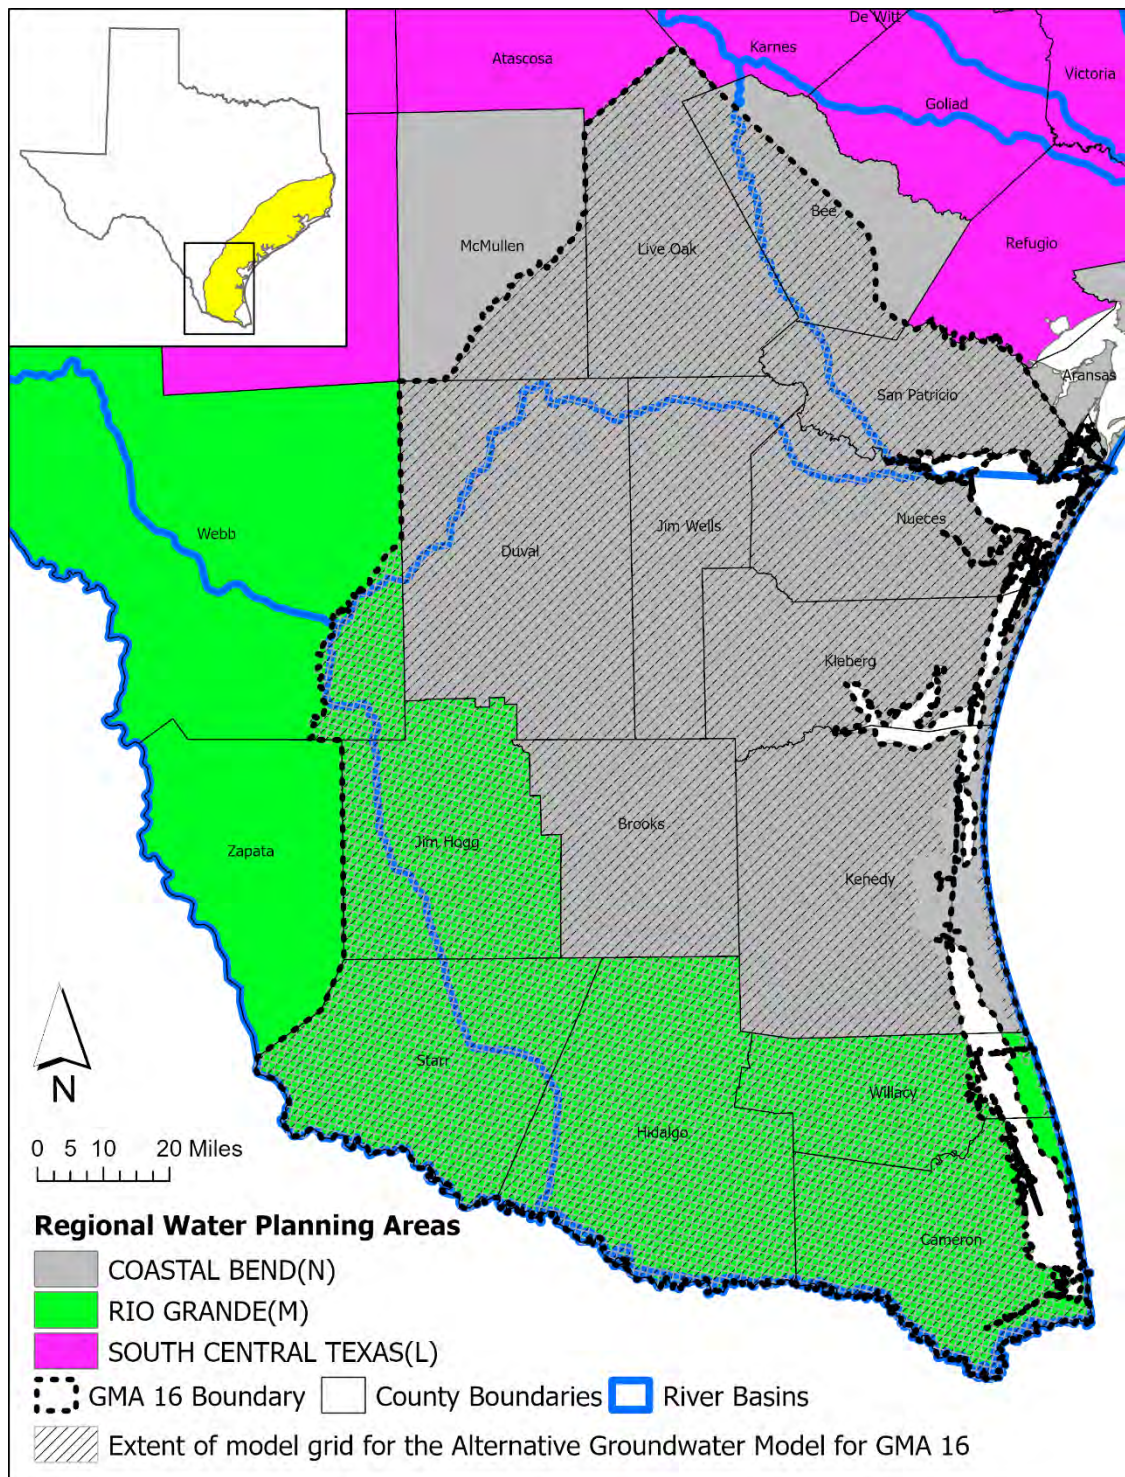 De Witt
Karnes
Atascosa
Victoria
Goliad
Bee
Refugio
McMullen
Live Oak
Aransas
San Patricio
Nueces
Webb
Jim Wells
Duval
Kleberg
Brooks
Jim Hogg
Zapata
Kenedy
Starr
Willacy
Hidalgo
Cameron
N
0 5 10 20 Miles
Regional Water Planning Areas
COASTAL BEND(N)
RIO GRANDE(M)
SOUTH CENTRAL TEXAS(L)
GMA 16 Boundary County Boundaries River Basins
Extent of model grid for the Alternative Groundwater Model for GMA 16